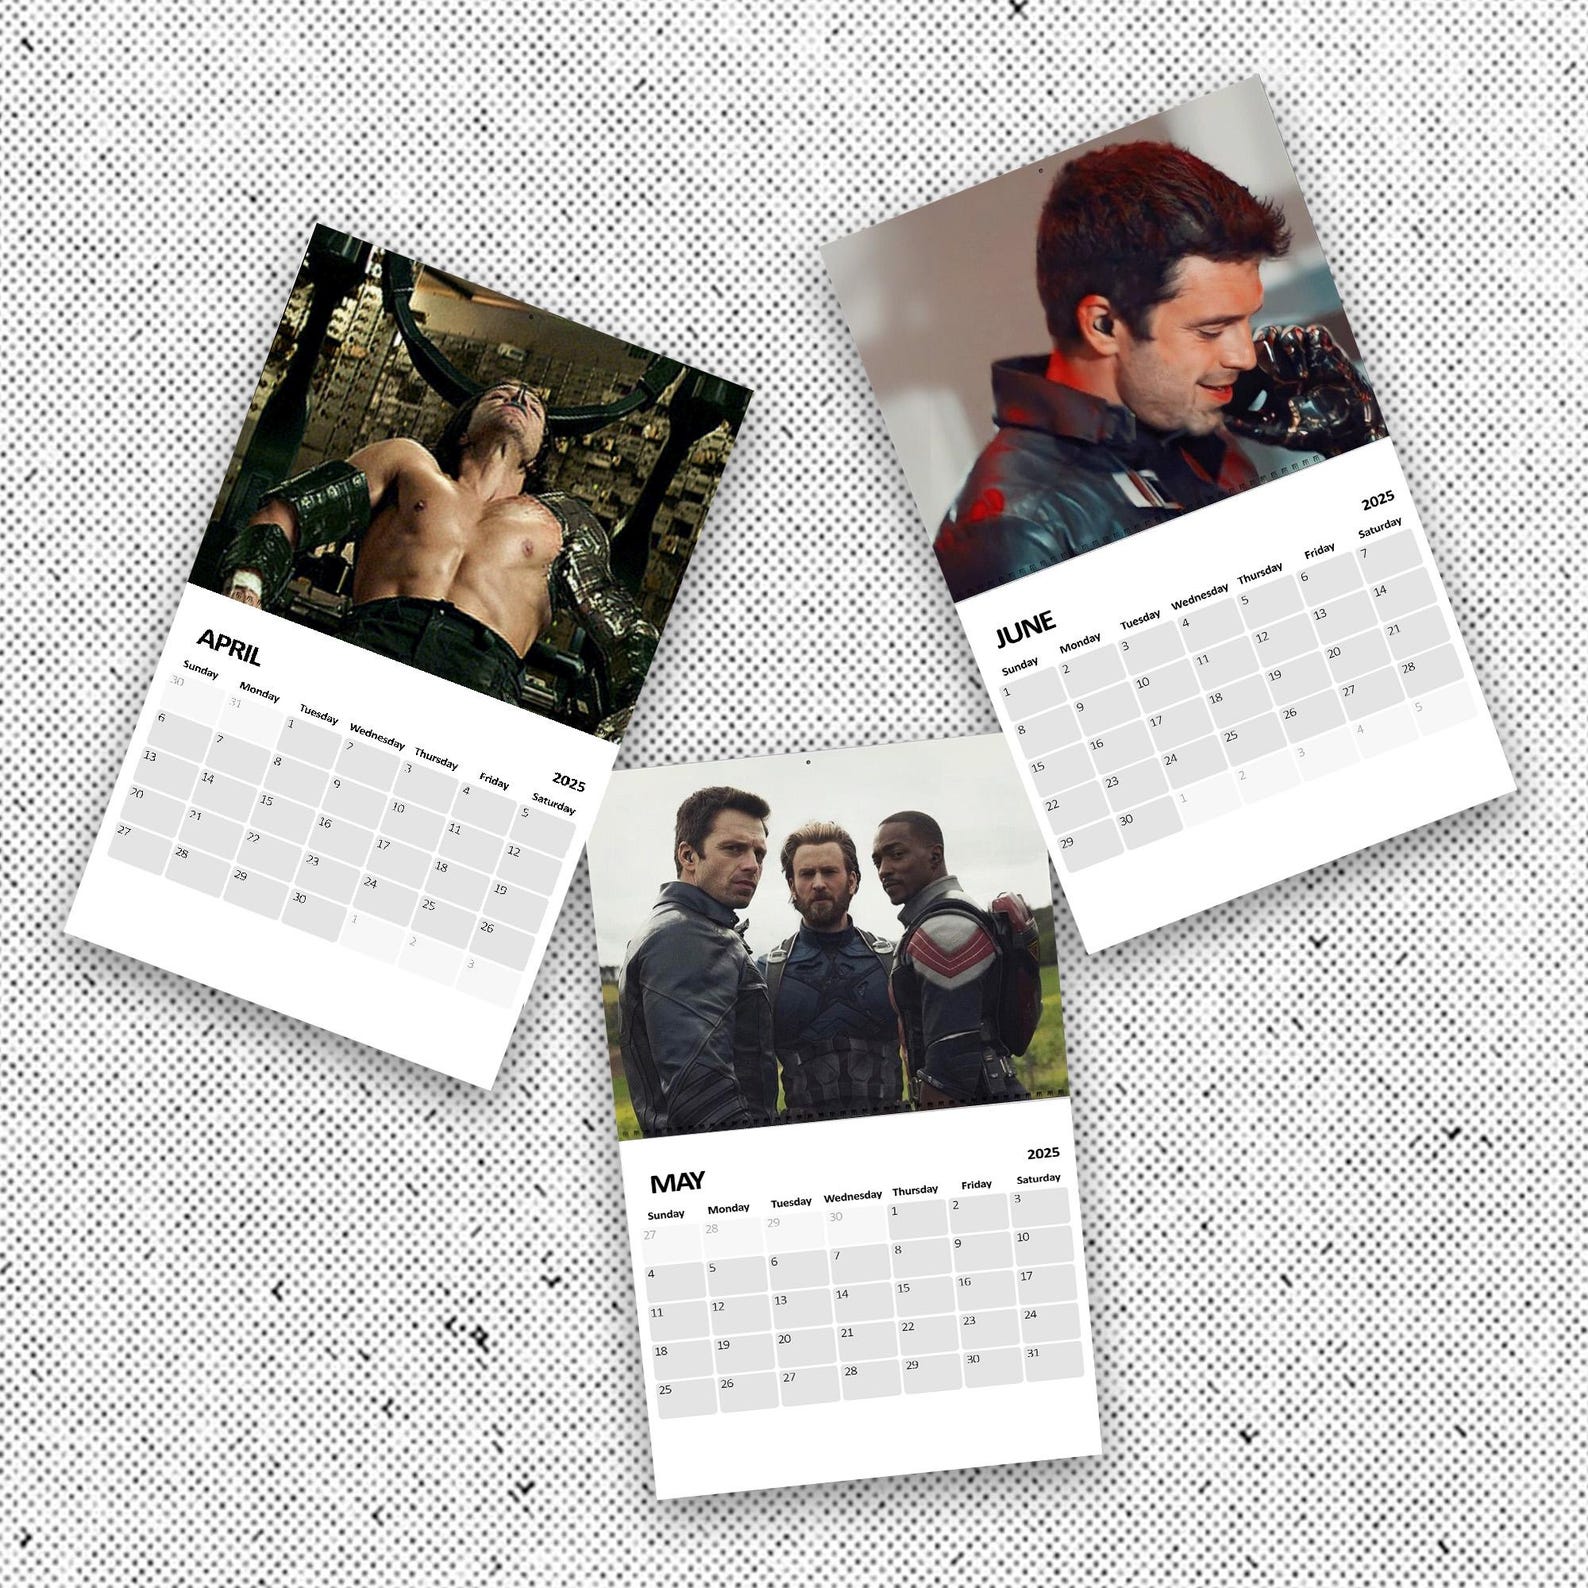 APRIL
2025
Sunday Monday Tuesday Wednesday Thursday Friday Saturday
30 31 1 2 3 4 5
6 7 8 9 10 11 12
13 14 15 16 17 18 19
20 21 22 23 24 25 26
27 28 29 30 1 2 3
JUNE
2025
Sunday Monday Tuesday Wednesday Thursday Friday Saturday
1 2 3 4 5 6 7
8 9 10 11 12 13 14
15 16 17 18 19 20 21
22 23 24 25 26 27 28
29 30 1 2 3 4 5
MAY
2025
Sunday Monday Tuesday Wednesday Thursday Friday Saturday
27 28 29 30 1 2 3
4 5 6 7 8 9 10
11 12 13 14 15 16 17
18 19 20 21 22 23 24
25 26 27 28 29 30 31